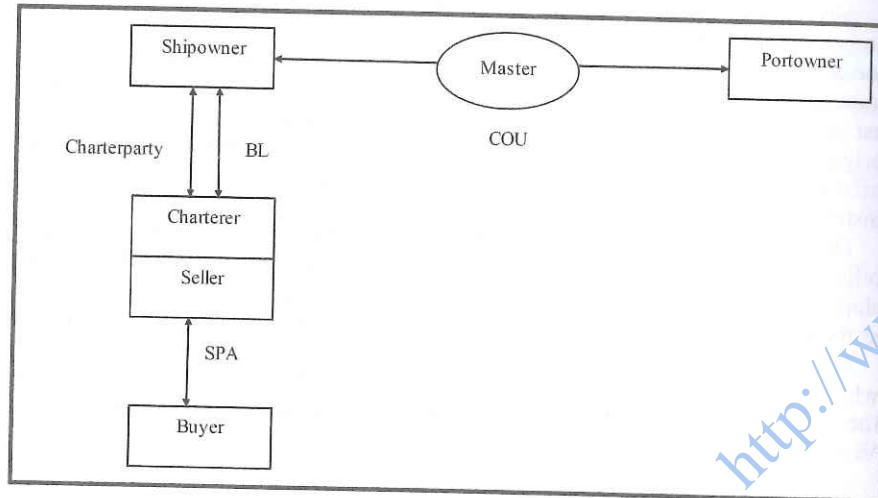 Shipowner
Master
Portowner
Charterparty
BL
COU
Charterer
Seller
SPA
Buyer
http://w